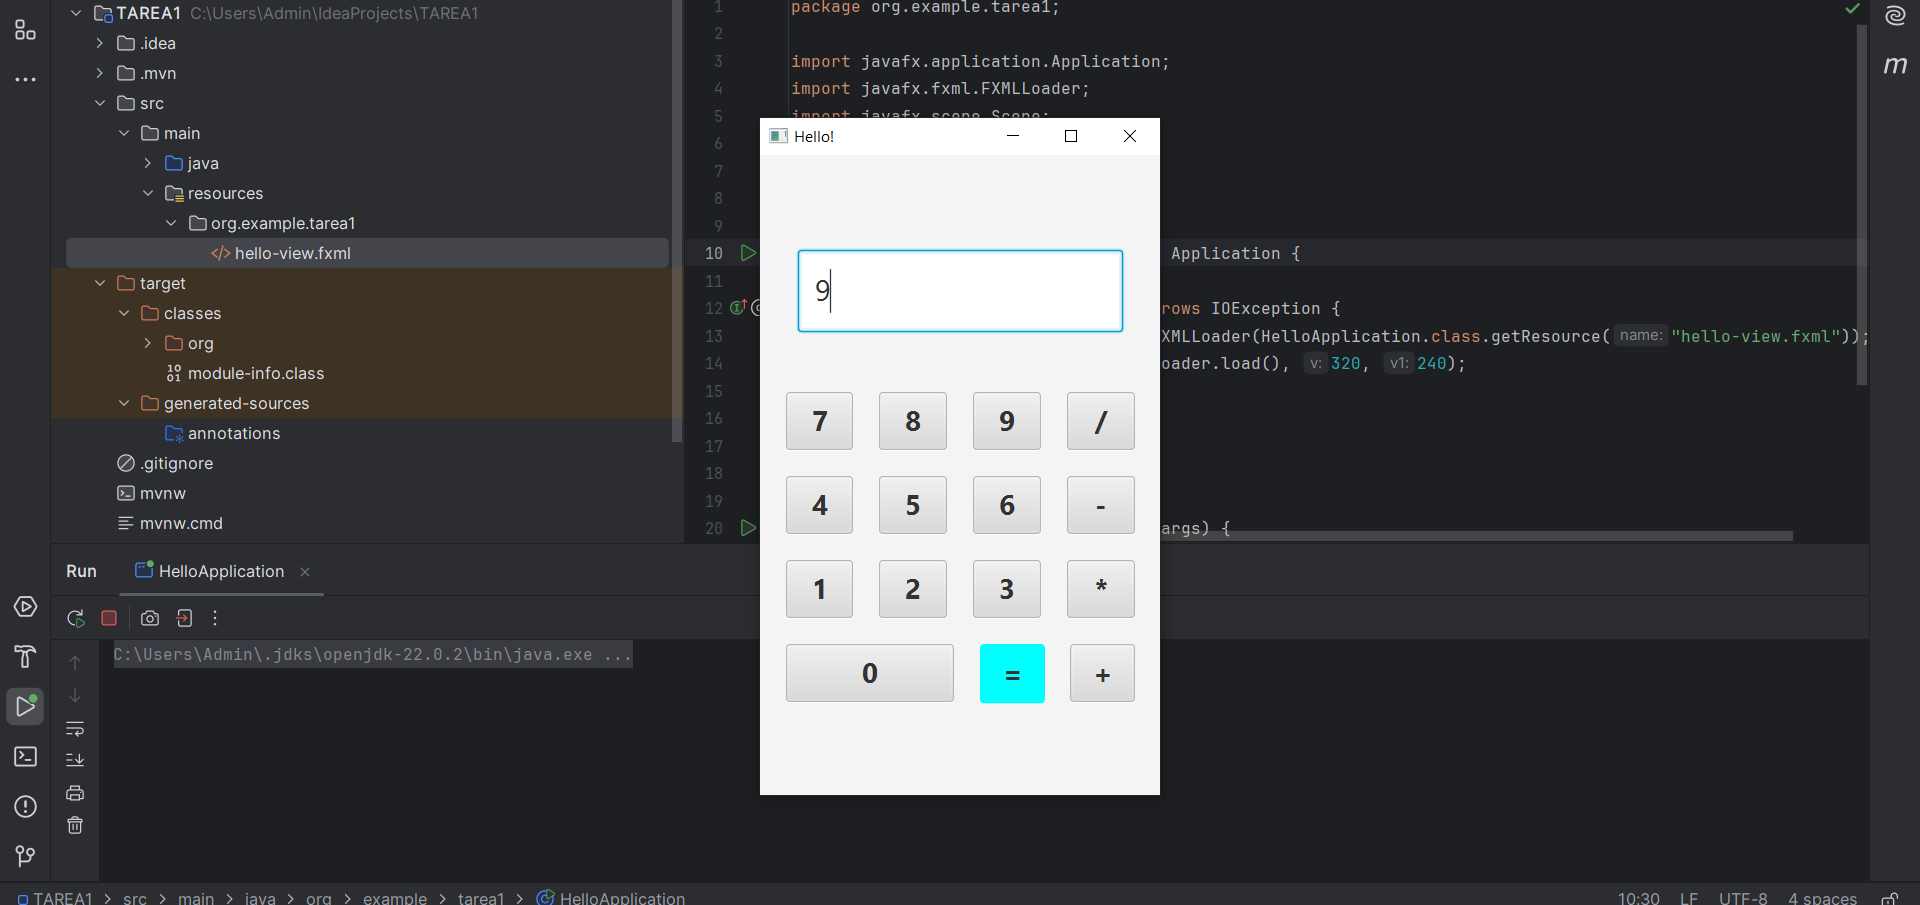 TAREA1 C:\Users\Admin\IdeaProjects\TAREA1
.idea
.mvn
src
main
java
resources
org.example.tarea1
hello-view.fxml
target
classes
org
module-info.class
generated-sources
annotations
.gitignore
mvnw
mvnw.cmd
1 package org.example.tarea1;
2
3 import javafx.application.Application;
4 import javafx.fxml.FXMLLoader;
5 import javafx.scene.Scene;
6
7
8
9
10 Application {
11
12 rows IOException {
13 XMLLoader(HelloApplication.class.getResource( name: "hello-view.fxml"));
14 oader.load(), v: 320, v1: 240);
15
16
17
18
19
20 args) {
m
Hello!
9
7 8 9 /
4 5 6 -
1 2 3 *
0 = +
Run HelloApplication
C:\Users\Admin\.jdks\openjdk-22.0.2\bin\java.exe ...
TAREA1 > src > main > java > org > example > tarea1 > HelloApplication
10:30 LF UTF-8 4 spaces